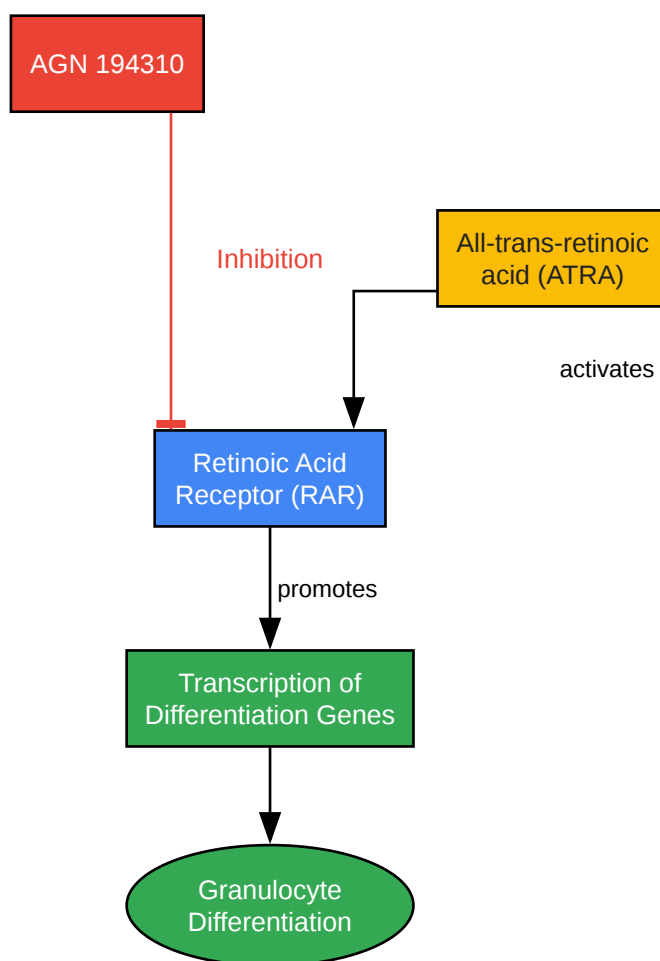 AGN 194310
Inhibition
All-trans-retinoic
acid (ATRA)
activates
Retinoic Acid
Receptor (RAR)
promotes
Transcription of
Differentiation Genes
Granulocyte
Differentiation